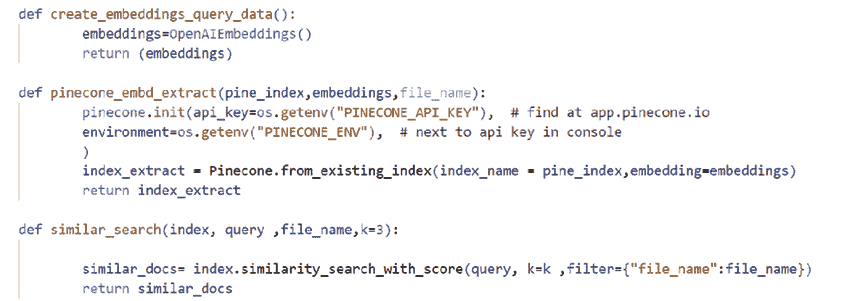 def create_embeddings_query_data():
embeddings=OpenAIEmbeddings()
return (embeddings)
def pinecone_embd_extract(pine_index,embeddings,file_name):
pinecone.init(api_key=os.getenv("PINECONE_API_KEY"),  # find at app.pinecone.io
environment=os.getenv("PINECONE_ENV"),  # next to api key in console
)
index_extract = Pinecone.from_existing_index(index_name = pine_index,embedding=embeddings)
return index_extract
def similar_search(index, query ,file_name,k=3):
similar_docs= index.similarity_search_with_score(query, k=k ,filter={"file_name":file_name})
return similar_docs